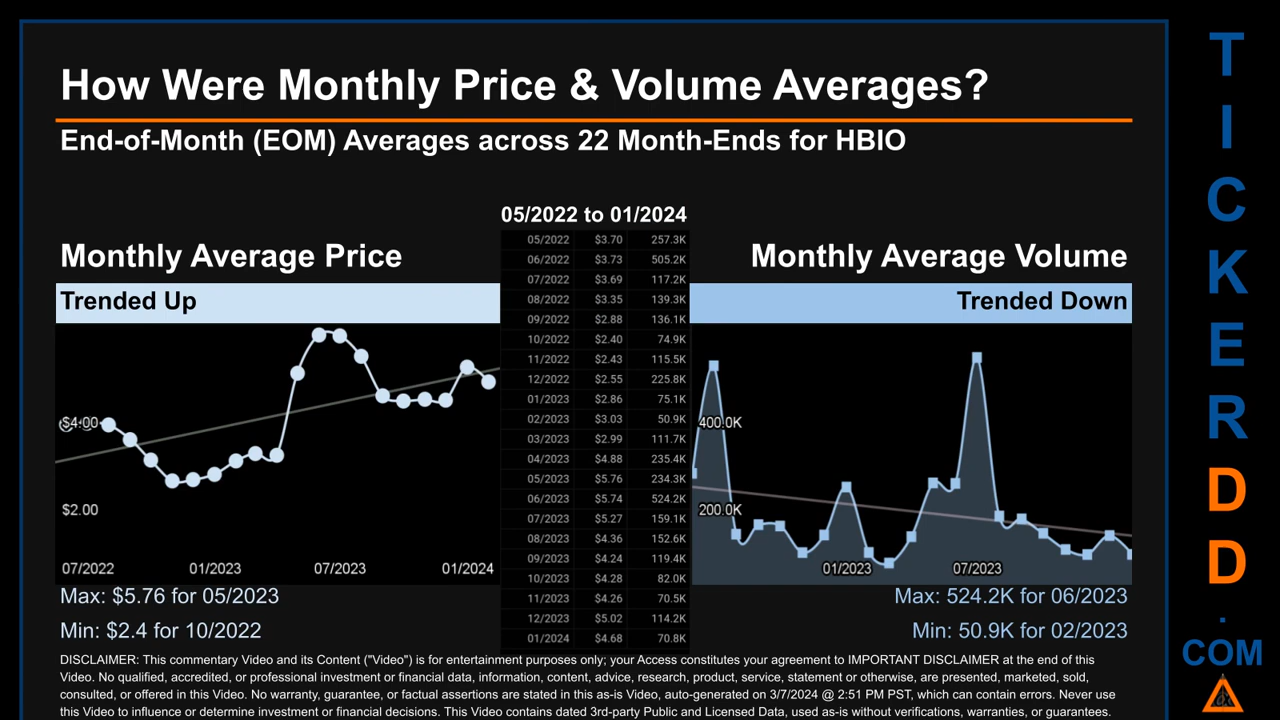 How Were Monthly Price & Volume Averages?
End-of-Month (EOM) Averages across 22 Month-Ends for HBIO
05/2022 to 01/2024
Monthly Average Price
Monthly Average Volume
Trended Up
Trended Down
05/2022 $3.70 257.3K
06/2022 $3.73 505.2K
07/2022 $3.69 117.2K
08/2022 $3.35 139.3K
09/2022 $2.88 136.1K
10/2022 $2.40 74.9K
11/2022 $2.43 115.5K
12/2022 $2.55 225.8K
01/2023 $2.86 75.1K
02/2023 $3.03 50.9K
03/2023 $2.99 111.7K
04/2023 $4.88 235.4K
05/2023 $5.76 234.3K
06/2023 $5.74 524.2K
07/2023 $5.27 159.1K
08/2023 $4.36 152.6K
09/2023 $4.24 119.4K
10/2023 $4.28 82.0K
11/2023 $4.26 70.5K
12/2023 $5.02 114.2K
01/2024 $4.68 70.8K
$4.00
$2.00
07/2022 01/2023 07/2023 01/2024
400.0K
200.0K
01/2023 07/2023
Max: $5.76 for 05/2023
Min: $2.4 for 10/2022
Max: 524.2K for 06/2023
Min: 50.9K for 02/2023
DISCLAIMER: This commentary Video and its Content ("Video") is for entertainment purposes only; your Access constitutes your agreement to IMPORTANT DISCLAIMER at the end of this
Video. No qualified, accredited, or professional investment or financial data, information, content, advice, research, product, service, statement or otherwise, are presented, marketed, sold,
consulted, or offered in this Video. No warranty, guarantee, or factual assertions are stated in this as-is Video, auto-generated on 3/7/2024 @ 2:51 PM PST, which can contain errors. Never use
this Video to influence or determine investment or financial decisions. This Video contains dated 3rd-party Public and Licensed Data, used as-is without verifications, warranties, or guarantees.
T
I
C
K
E
R
D
D
.
COM